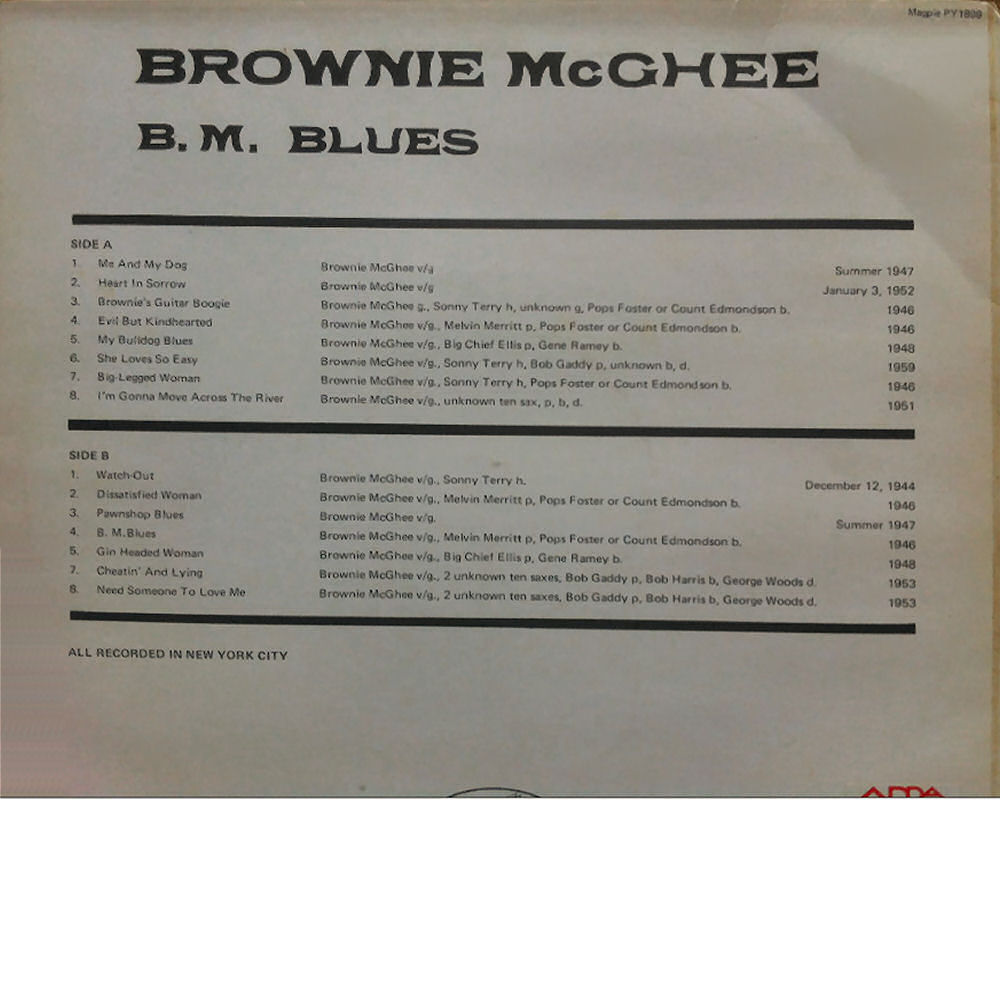 Magpie PY1809
BROWNIE McGHEE
B. M. BLUES
SIDE A
1. Me And My Dog Brownie McGhee v/g Summer 1947
2. Heart In Sorrow Brownie McGhee v/g January 3, 1952
3. Brownie's Guitar Boogie Brownie McGhee g., Sonny Terry h, unknown g, Pops Foster or Count Edmondson b. 1946
4. Evil But Kindhearted Brownie McGhee v/g., Melvin Merritt p, Pops Foster or Count Edmondson b. 1946
5. My Bulldog Blues Brownie McGhee v/g., Big Chief Ellis p, Gene Ramey b. 1948
6. She Loves So Easy Brownie McGhee v/g, Sonny Terry h, Bob Gaddy p, unknown b, d. 1959
7. Big-Legged Woman Brownie McGhee v/g., Sonny Terry h, Pops Foster or Count Edmondson b. 1946
8. I'm Gonna Move Across The River Brownie McGhee v/g., unknown ten sax, p, b, d. 1951
SIDE B
1. Watch-Out Brownie McGhee v/g., Sonny Terry h. December 12, 1944
2. Dissatisfied Woman Brownie McGhee v/g., Melvin Merritt p, Pops Foster or Count Edmondson b. 1946
3. Pawnshop Blues Brownie McGhee v/g. Summer 1947
4. B. M. Blues Brownie McGhee v/g., Melvin Merritt p, Pops Foster or Count Edmondson b. 1946
5. Gin Headed Woman Brownie McGhee v/g., Big Chief Ellis p, Gene Ramey b. 1948
7. Cheatin' And Lying Brownie McGhee v/g., 2 unknown ten saxes, Bob Gaddy p, Bob Harris b, George Woods d. 1953
8. Need Someone To Love Me Brownie McGhee v/g., 2 unknown ten saxes, Bob Gaddy p, Bob Harris b, George Woods d. 1953
ALL RECORDED IN NEW YORK CITY